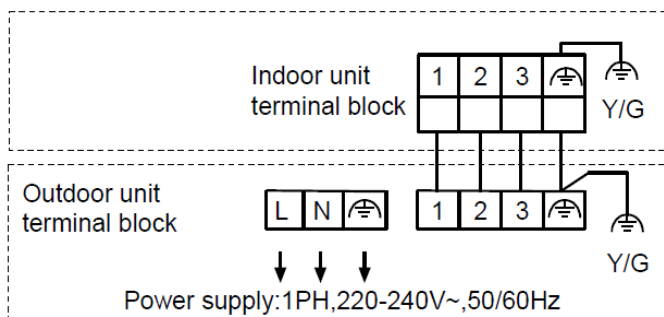 Indoor unit
terminal block
1 2 3
Y/G
Outdoor unit
terminal block
L N
1 2 3
Y/G
Power supply:1PH,220-240V~,50/60Hz